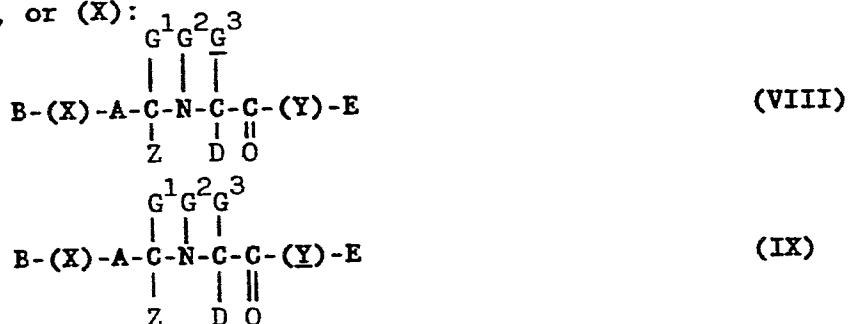 , or (X):
G¹G²G³
| | |
B-(X)-A-C-N-C-C-(Y)-E (VIII)
| | ||
Z D O
G¹G²G³
| | |
B-(X)-A-C-N-C-C-(Y)-E (IX)
| | ||
Z D O